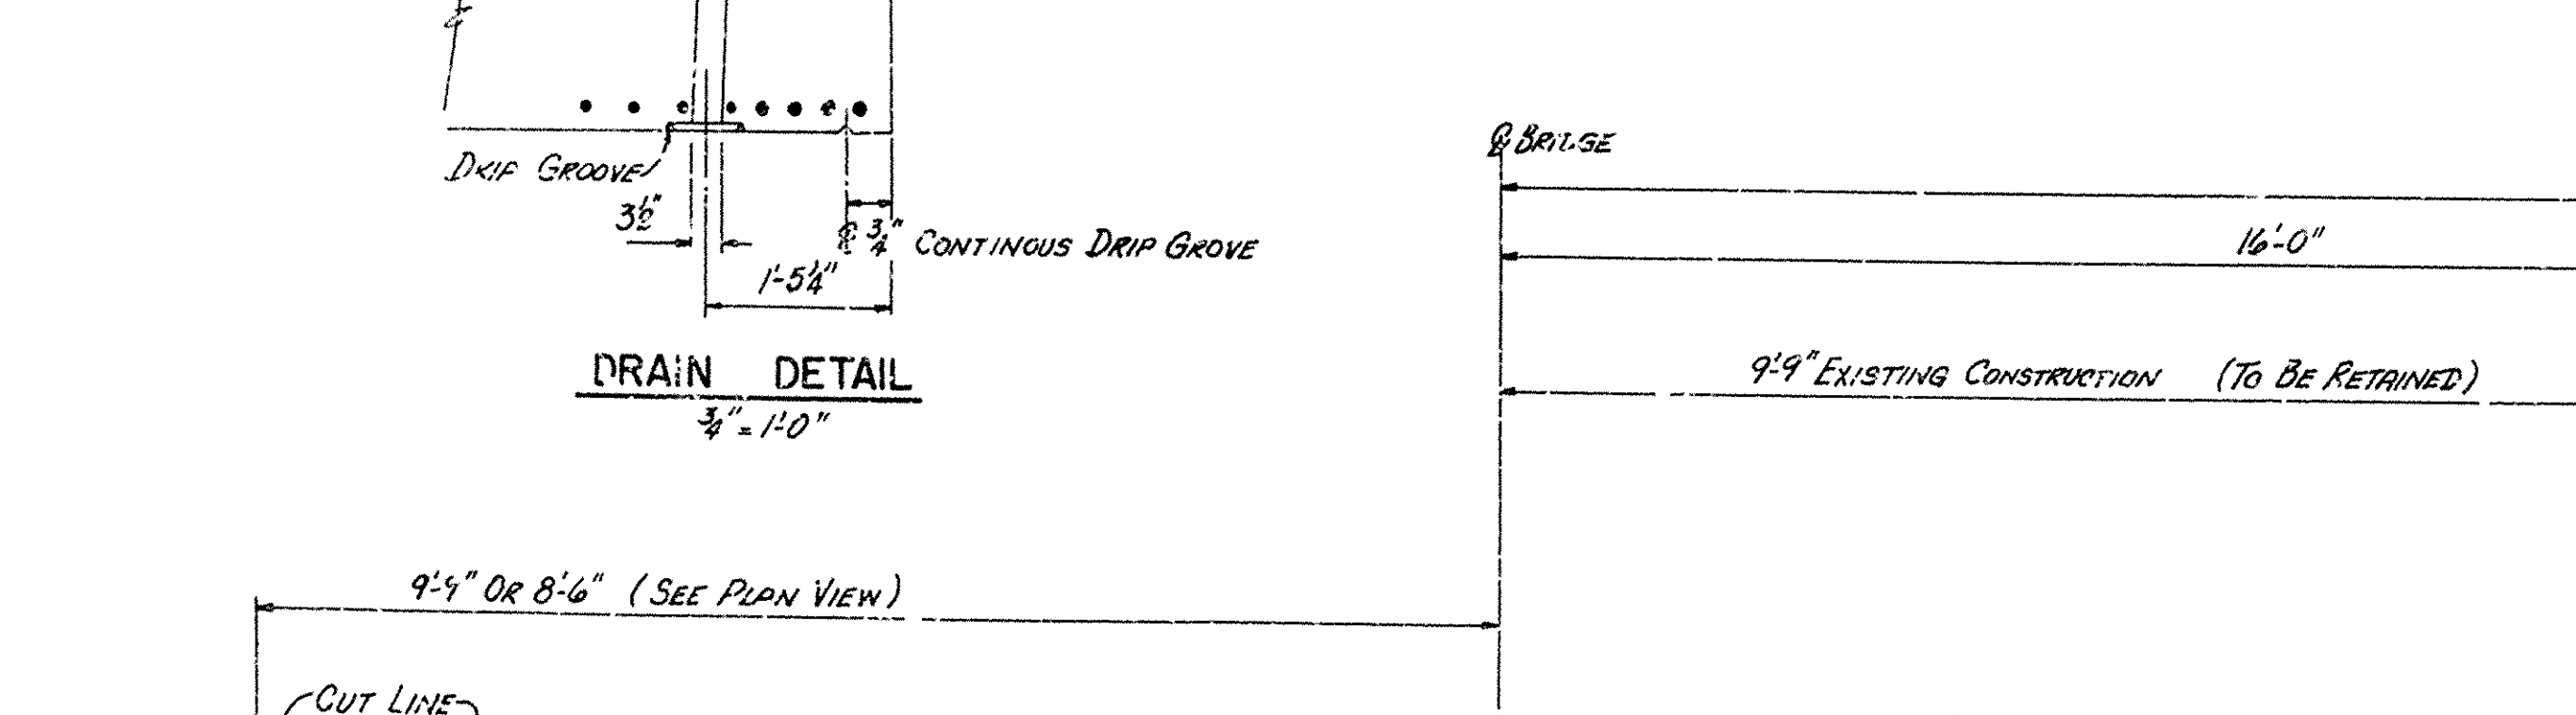 DRIP GROOVE
3½"
℄ ¾" CONTINOUS DRIP GROVE
1'-5¼"
DRAIN DETAIL
¾" = 1'-0"
℄ BRIDGE
16'-0"
9'-9" EXISTING CONSTRUCTION (TO BE RETAINED)
9'-9" OR 8'-6" (SEE PLAN VIEW)
CUT LINE